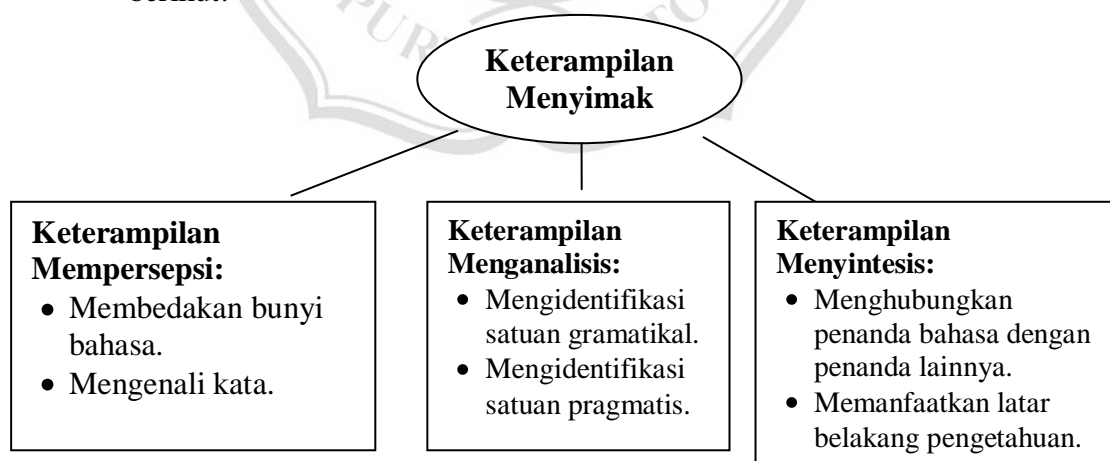 Keterampilan
Menyimak
Keterampilan
Mempersepsi:
• Membedakan bunyi
bahasa.
• Mengenali kata.
Keterampilan
Menganalisis:
• Mengidentifikasi
satuan gramatikal.
• Mengidentifikasi
satuan pragmatis.
Keterampilan
Menyintesis:
• Menghubungkan
penanda bahasa dengan
penanda lainnya.
• Memanfaatkan latar
belakang pengetahuan.